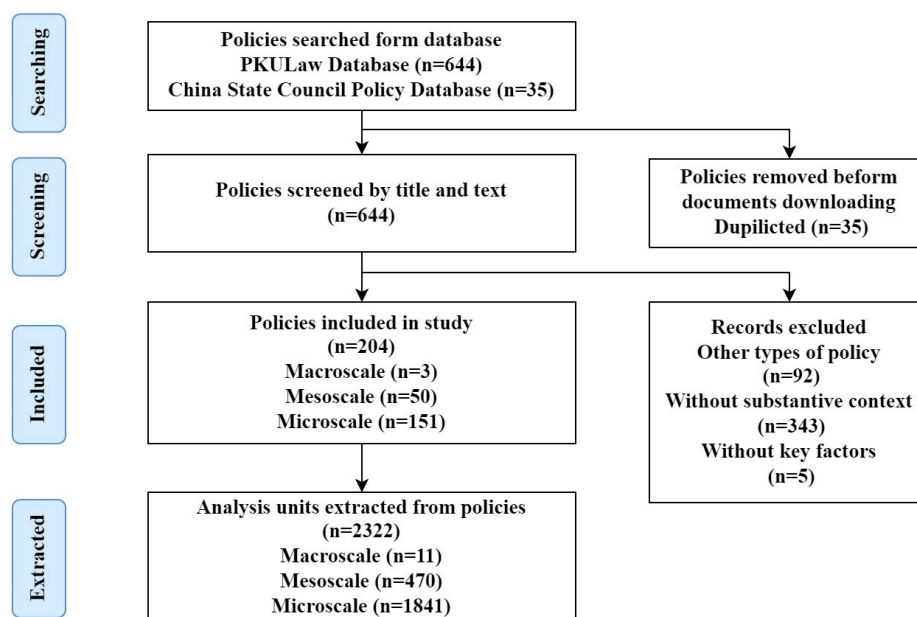 Searching
Policies searched form database
PKULaw Database (n=644)
China State Council Policy Database (n=35)
Screening
Policies screened by title and text
(n=644)
Policies removed beform
documents downloading
Dupilicted (n=35)
Included
Policies included in study
(n=204)
Macroscale (n=3)
Mesoscale (n=50)
Microscale (n=151)
Records excluded
Other types of policy
(n=92)
Without substantive context
(n=343)
Without key factors
(n=5)
Extracted
Analysis units extracted from policies
(n=2322)
Macroscale (n=11)
Mesoscale (n=470)
Microscale (n=1841)